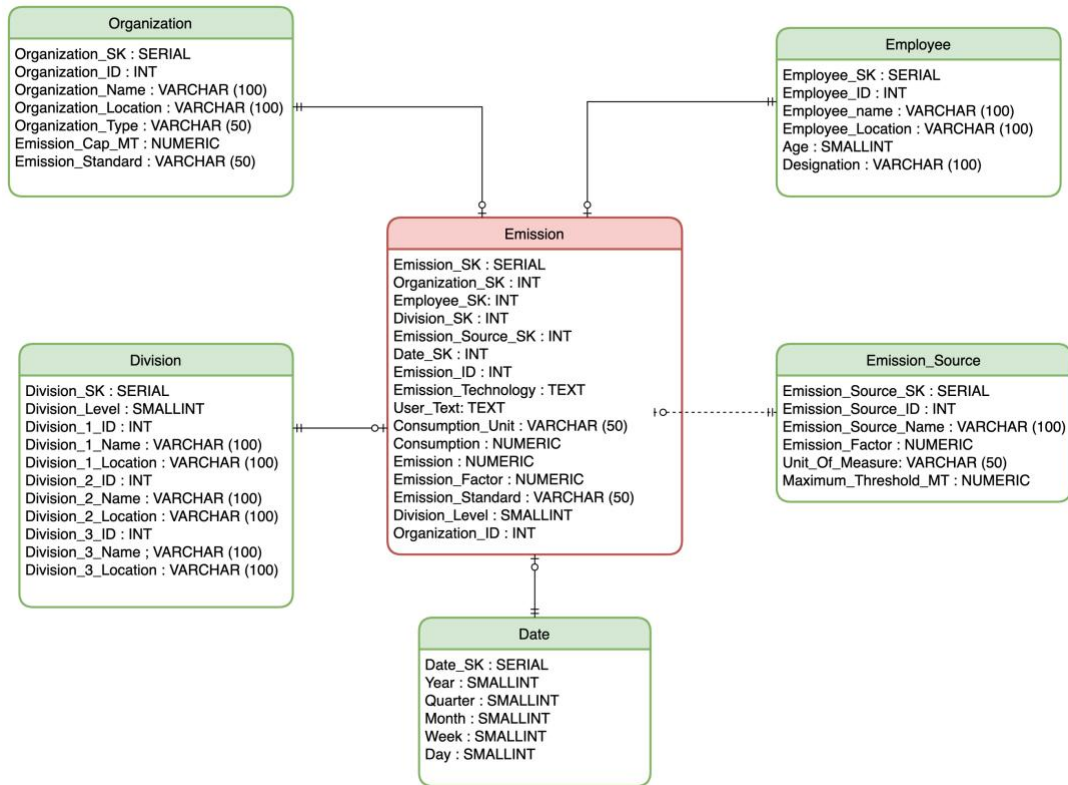 Organization
Organization_SK : SERIAL
Organization_ID : INT
Organization_Name : VARCHAR (100)
Organization_Location : VARCHAR (100)
Organization_Type : VARCHAR (50)
Emission_Cap_MT : NUMERIC
Emission_Standard : VARCHAR (50)
Employee
Employee_SK : SERIAL
Employee_ID : INT
Employee_name : VARCHAR (100)
Employee_Location : VARCHAR (100)
Age : SMALLINT
Designation : VARCHAR (100)
Emission
Emission_SK : SERIAL
Organization_SK : INT
Employee_SK: INT
Division_SK : INT
Emission_Source_SK : INT
Date_SK : INT
Emission_ID : INT
Emission_Technology : TEXT
User_Text: TEXT
Consumption_Unit : VARCHAR (50)
Consumption : NUMERIC
Emission : NUMERIC
Emission_Factor : NUMERIC
Emission_Standard : VARCHAR (50)
Division_Level : SMALLINT
Organization_ID : INT
Division
Division_SK : SERIAL
Division_Level : SMALLINT
Division_1_ID : INT
Division_1_Name : VARCHAR (100)
Division_1_Location : VARCHAR (100)
Division_2_ID : INT
Division_2_Name : VARCHAR (100)
Division_2_Location : VARCHAR (100)
Division_3_ID : INT
Division_3_Name ; VARCHAR (100)
Division_3_Location : VARCHAR (100)
Emission_Source
Emission_Source_SK : SERIAL
Emission_Source_ID : INT
Emission_Source_Name : VARCHAR (100)
Emission_Factor : NUMERIC
Unit_Of_Measure: VARCHAR (50)
Maximum_Threshold_MT : NUMERIC
Date
Date_SK : SERIAL
Year : SMALLINT
Quarter : SMALLINT
Month : SMALLINT
Week : SMALLINT
Day : SMALLINT